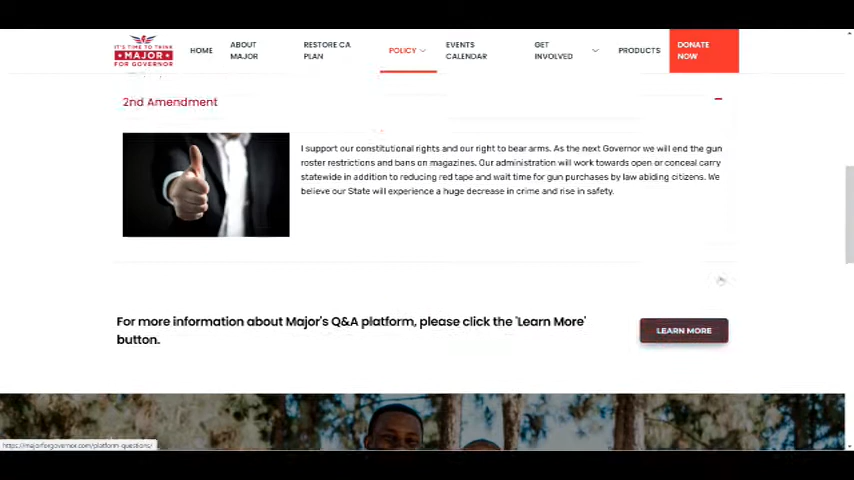 IT'S TIME TO THINK
MAJOR
FOR GOVERNOR
HOME
ABOUT
MAJOR
RESTORE CA
PLAN
POLICY
EVENTS
CALENDAR
GET
INVOLVED
PRODUCTS
DONATE
NOW
2nd Amendment
I support our constitutional rights and our right to bear arms. As the next Governor we will end the gun
roster restrictions and bans on magazines. Our administration will work towards open or conceal carry
statewide in addition to reducing red tape and wait time for gun purchases by law abiding citizens. We
believe our State will experience a huge decrease in crime and rise in safety.
For more information about Major's Q&A platform, please click the 'Learn More'
button.
LEARN MORE
https://majorforgovernor.com/platform-questions/